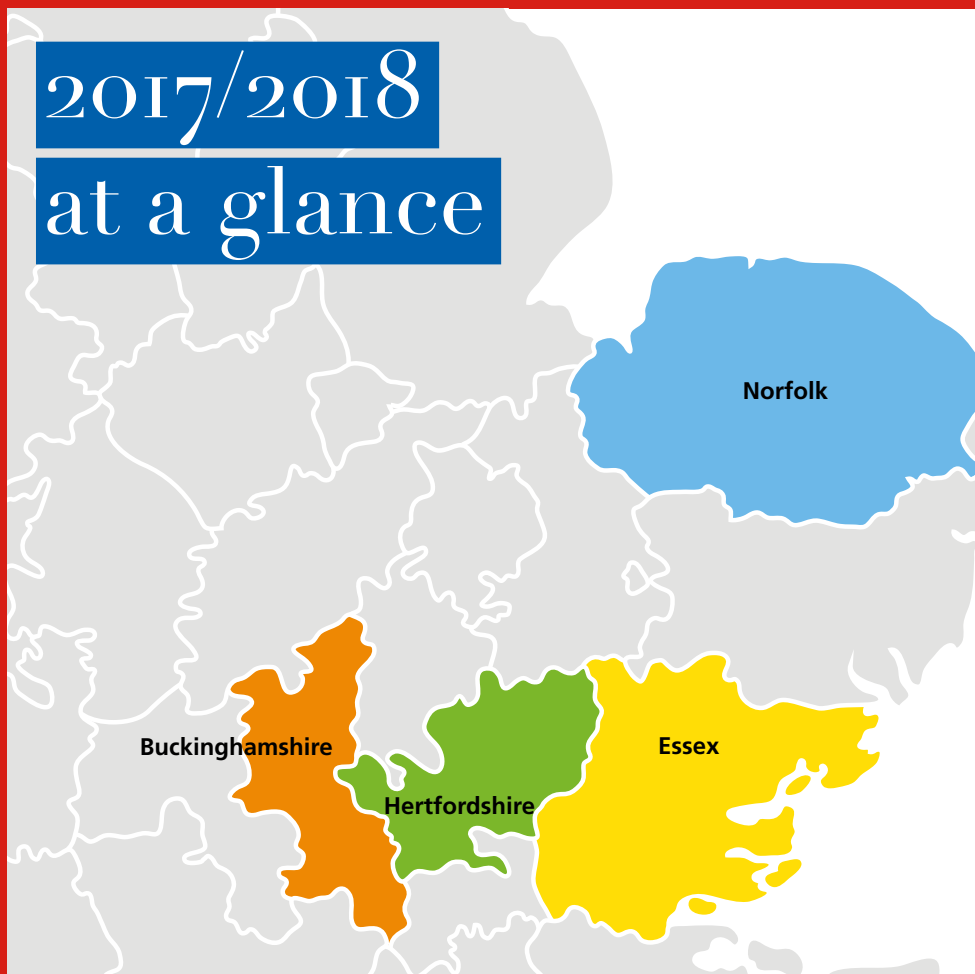 2017/2018
at a glance
Norfolk
Buckinghamshire
Essex
Hertfordshire